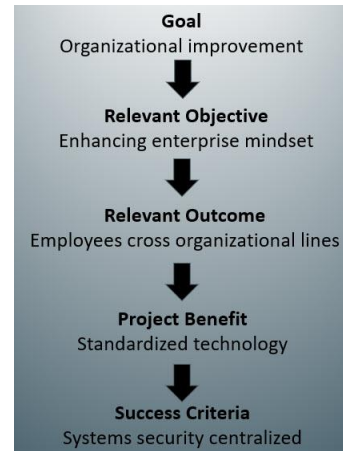 Goal
Organizational improvement
Relevant Objective
Enhancing enterprise mindset
Relevant Outcome
Employees cross organizational lines
Project Benefit
Standardized technology
Success Criteria
Systems security centralized